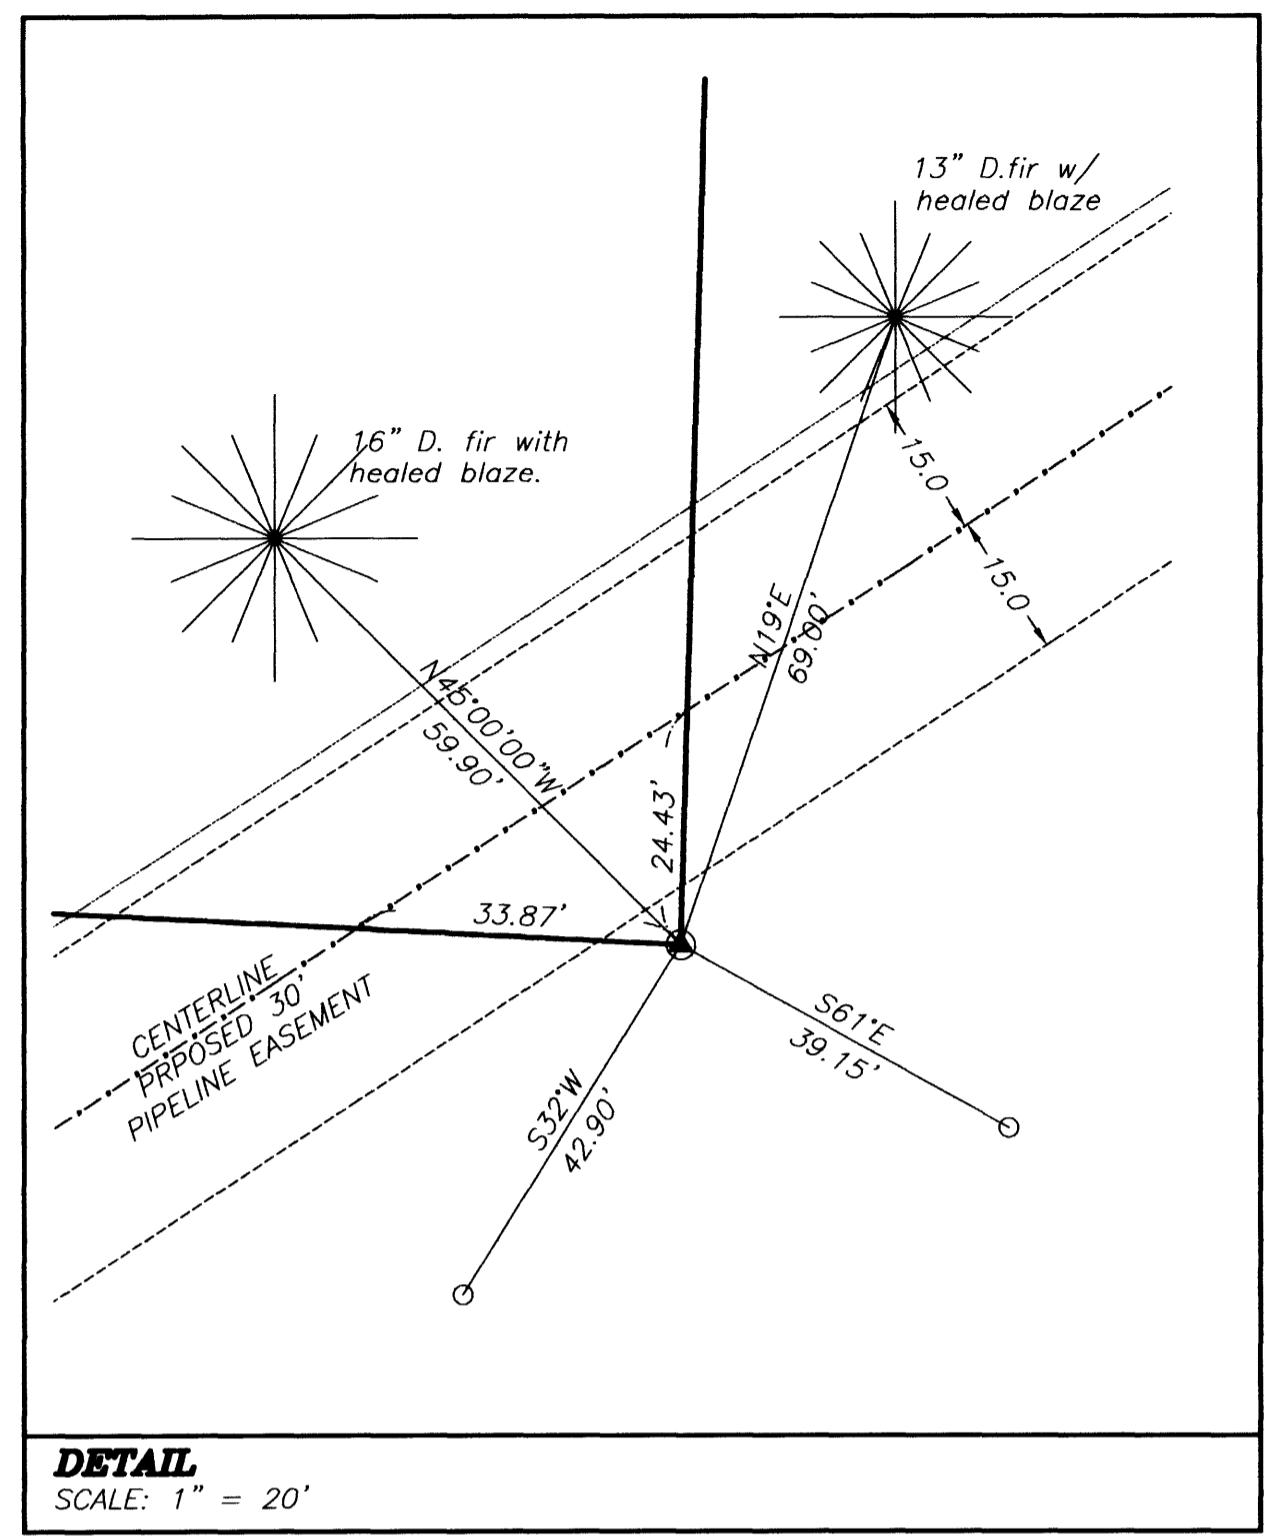 13" D.fir w/
healed blaze
16" D. fir with
healed blaze.
15.0
15.0
N19°E
69.00'
N45°00'00"W
59.90'
24.43'
33.87'
CENTERLINE
PRPOSED 30'
PIPELINE EASEMENT
S61°E
39.15'
S32°W
42.90'
DETAIL
SCALE: 1" = 20'